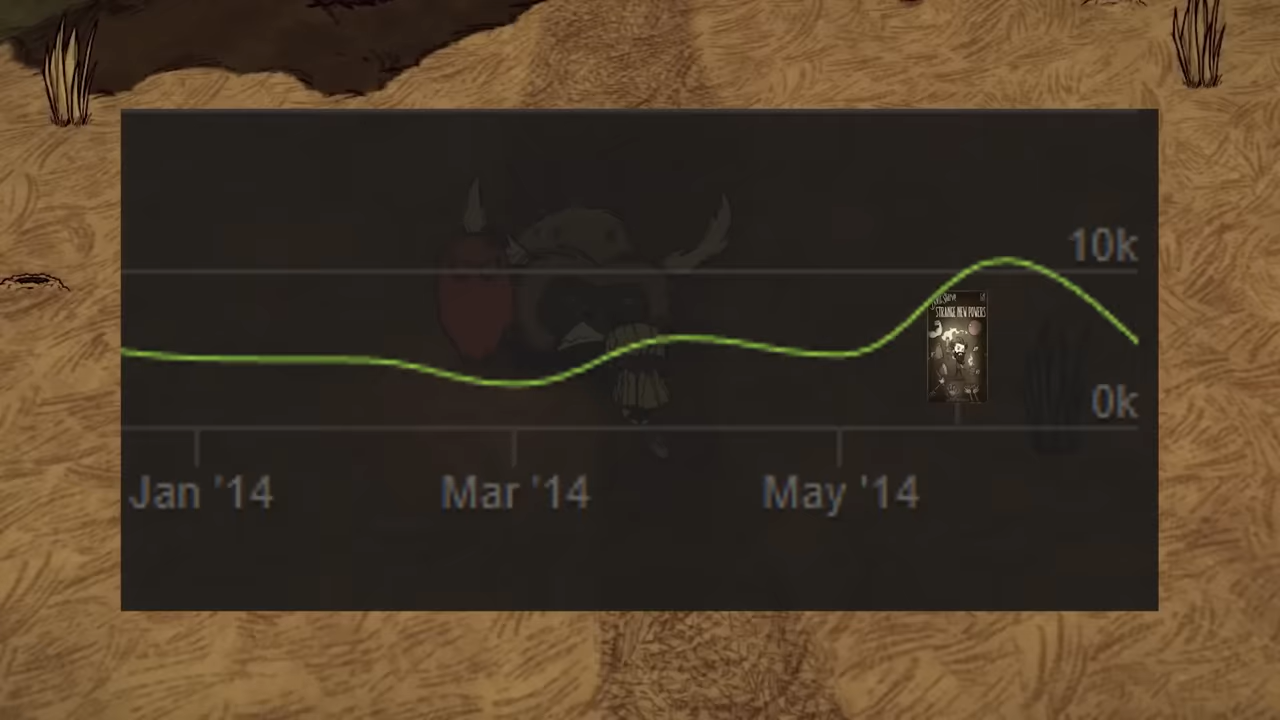 10k
STRANGE NEW POWERS
0k
Jan '14
Mar '14
May '14